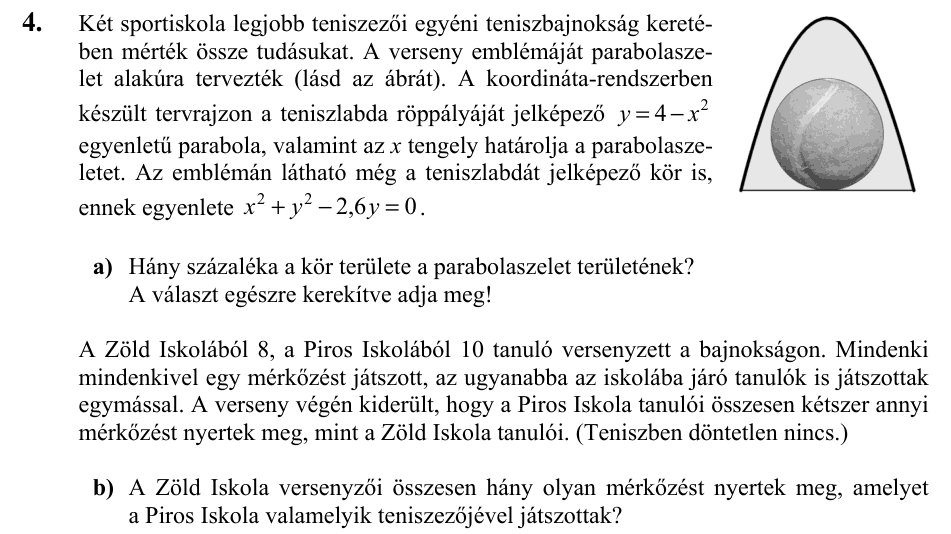 4. Két sportiskola legjobb teniszezői egyéni teniszbajnokság kereté-
ben mérték össze tudásukat. A verseny emblémáját parabolasze-
let alakúra tervezték (lásd az ábrát). A koordináta-rendszerben
készült tervrajzon a teniszlabda röppályáját jelképező y = 4 − x²
egyenletű parabola, valamint az x tengely határolja a parabolasze-
letet. Az emblémán látható még a teniszlabdát jelképező kör is,
ennek egyenlete x² + y² − 2,6y = 0.
a) Hány százaléka a kör területe a parabolaszelet területének?
A választ egészre kerekítve adja meg!
A Zöld Iskolából 8, a Piros Iskolából 10 tanuló versenyzett a bajnokságon. Mindenki
mindenkivel egy mérkőzést játszott, az ugyanabba az iskolába járó tanulók is játszottak
egymással. A verseny végén kiderült, hogy a Piros Iskola tanulói összesen kétszer annyi
mérkőzést nyertek meg, mint a Zöld Iskola tanulói. (Teniszben döntetlen nincs.)
b) A Zöld Iskola versenyzői összesen hány olyan mérkőzést nyertek meg, amelyet
a Piros Iskola valamelyik teniszezőjével játszottak?